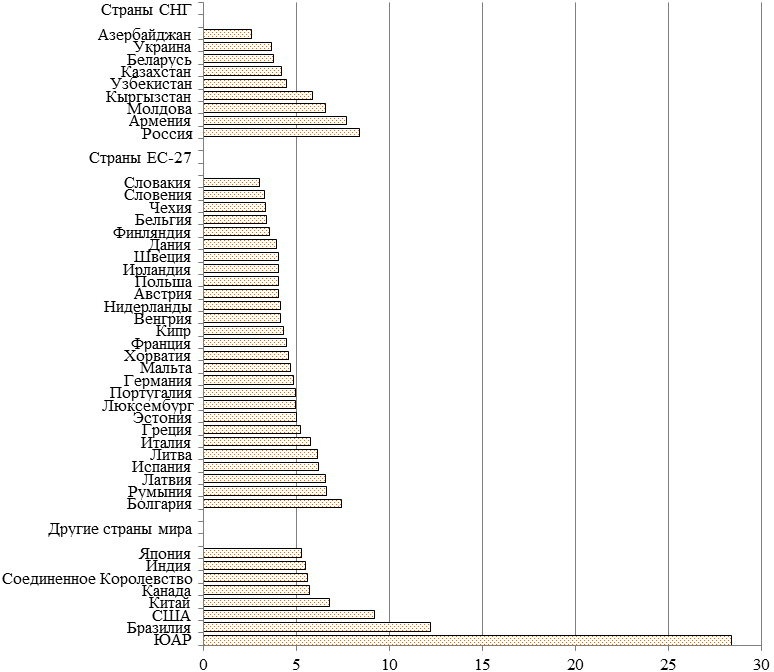 Страны СНГ
Азербайджан
Украина
Беларусь
Казахстан
Узбекистан
Кыргызстан
Молдова
Армения
Россия
Страны ЕС-27
Словакия
Словения
Чехия
Бельгия
Финляндия
Дания
Швеция
Ирландия
Польша
Австрия
Нидерланды
Венгрия
Кипр
Франция
Хорватия
Мальта
Германия
Португалия
Люксембург
Эстония
Греция
Италия
Литва
Испания
Латвия
Румыния
Болгария
Другие страны мира
Япония
Индия
Соединенное Королевство
Канада
Китай
США
Бразилия
ЮАР
0 5 10 15 20 25 30